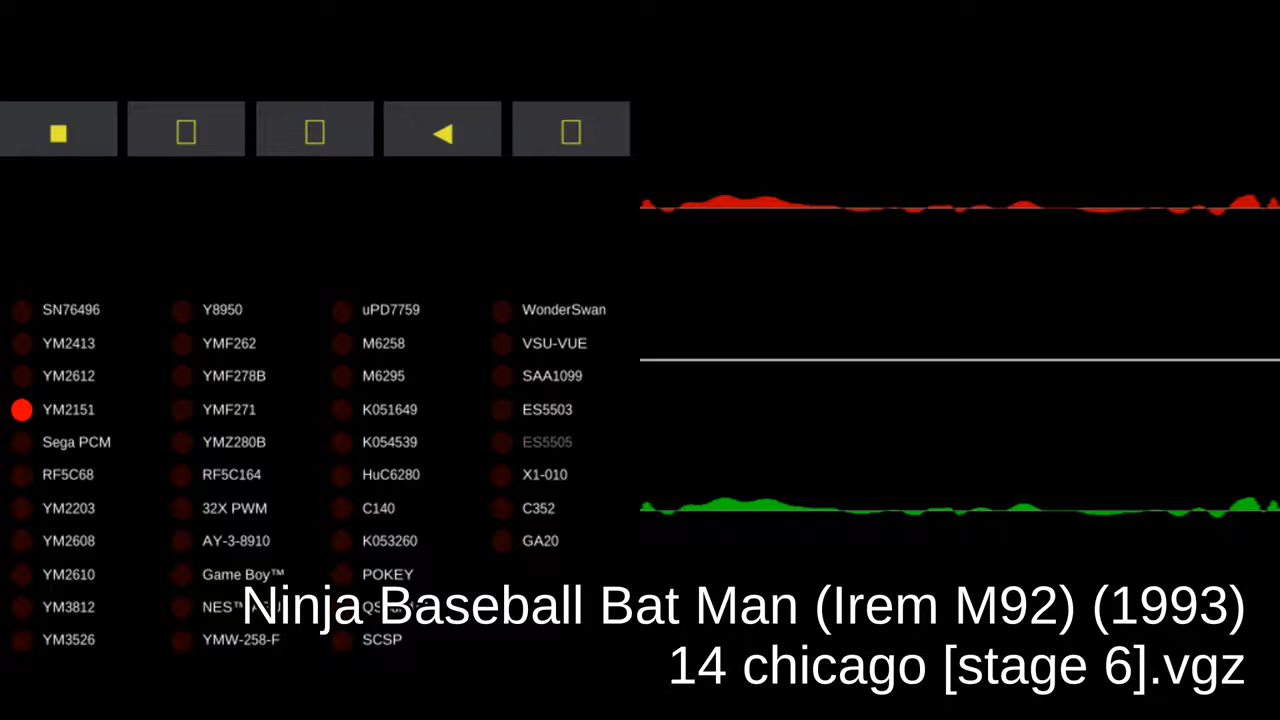 SN76496 Y8950 uPD7759 WonderSwan
YM2413 YMF262 M6258 VSU-VUE
YM2612 YMF278B M6295 SAA1099
YM2151 YMF271 K051649 ES5503
Sega PCM YMZ280B K054539 ES5505
RF5C68 RF5C164 HuC6280 X1-010
YM2203 32X PWM C140 C352
YM2608 AY-3-8910 K053260 GA20
YM2610 Game Boy™ POKEY
YM3812 NES™
YM3526 YMW-258-F SCSP
Ninja Baseball Bat Man (Irem M92) (1993)
14 chicago [stage 6].vgz